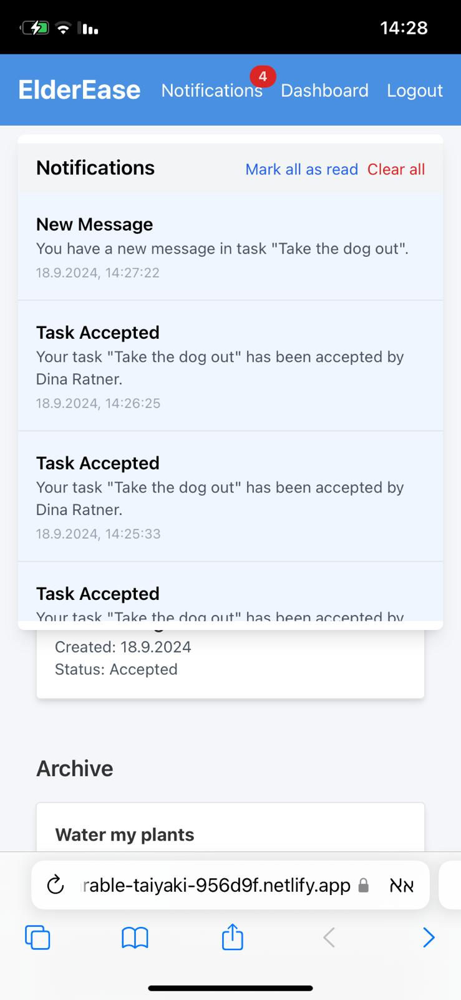 14:28
ElderEase Notifications 4 Dashboard Logout
Notifications Mark all as read Clear all
New Message
You have a new message in task "Take the dog out".
18.9.2024, 14:27:22
Task Accepted
Your task "Take the dog out" has been accepted by
Dina Ratner.
18.9.2024, 14:26:25
Task Accepted
Your task "Take the dog out" has been accepted by
Dina Ratner.
18.9.2024, 14:25:33
Task Accepted
Your task "Take the dog out" has been accepted by
Created: 18.9.2024
Status: Accepted
Archive
Water my plants
rable-taiyaki-956d9f.netlify.app אא